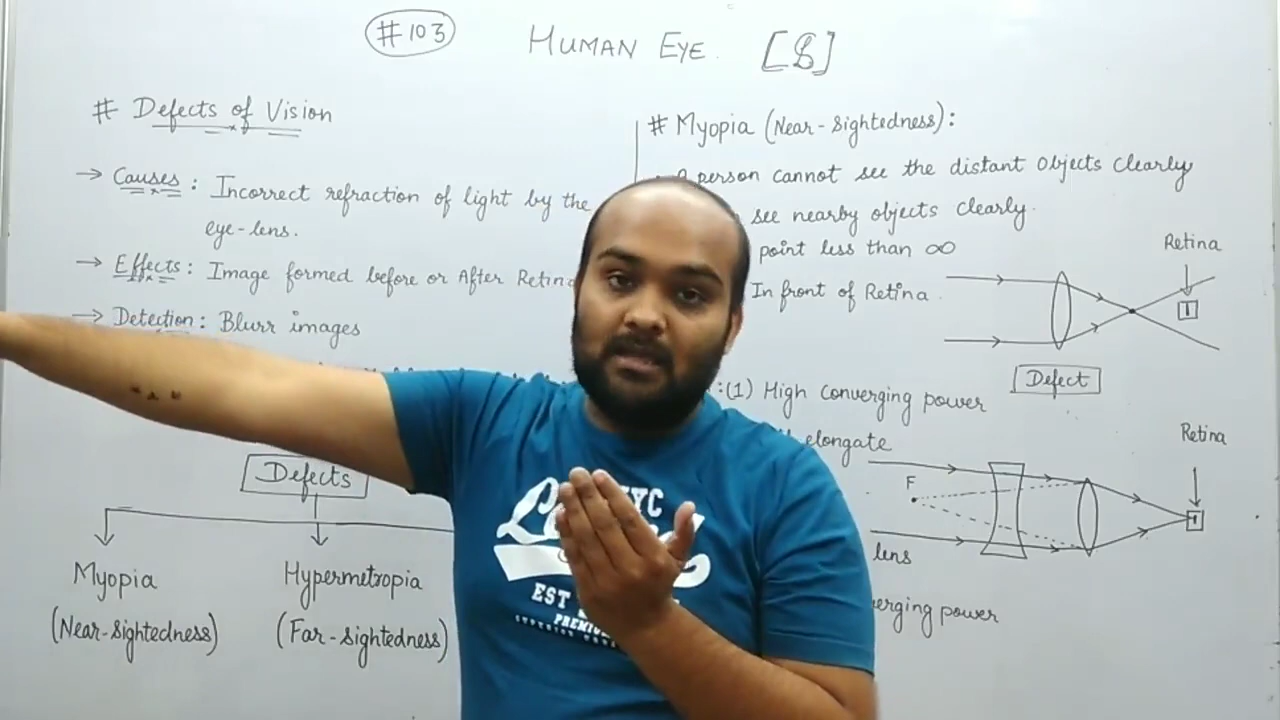 #103
HUMAN EYE. [8]
# Defects of Vision
→ Causes : Incorrect refraction of light by the
eye-lens.
→ Effects : Image formed before or After Retina
→ Detection : Blurr images
Defects
Myopia
(Near-sightedness)
Hypermetropia
(Far-sightedness)
# Myopia (Near-sightedness):
person cannot see the distant objects clearly
see nearby objects clearly.
point less than ∞
In front of Retina.
:(1) High converging power
elongate
lens
power
Retina
Defect
Retina
F
NYC
EST
PREMIUM